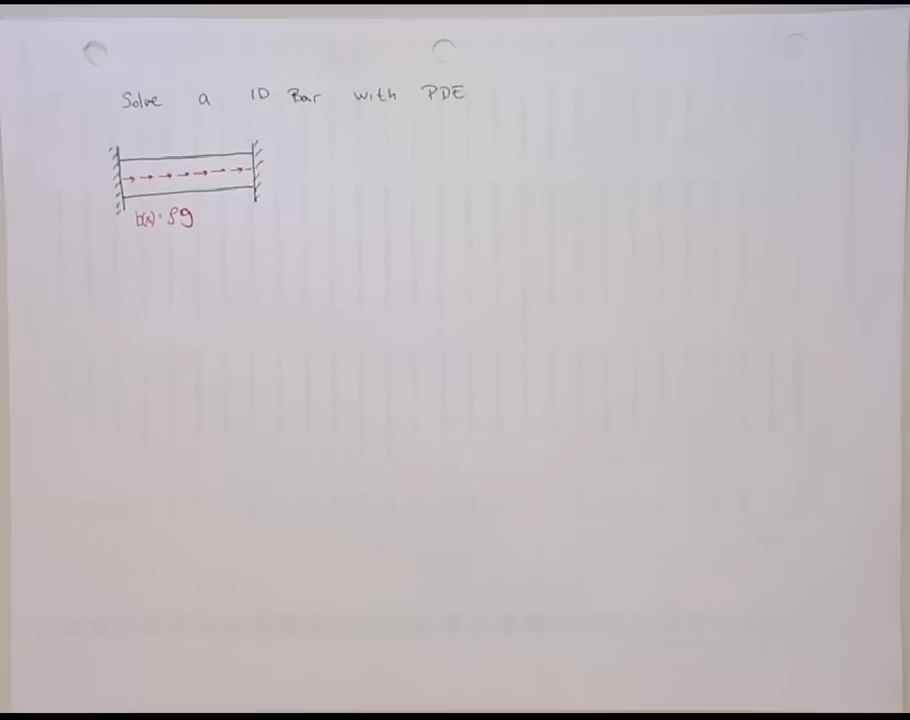 Solve a 1D Bar with PDE
b(x) = ρg